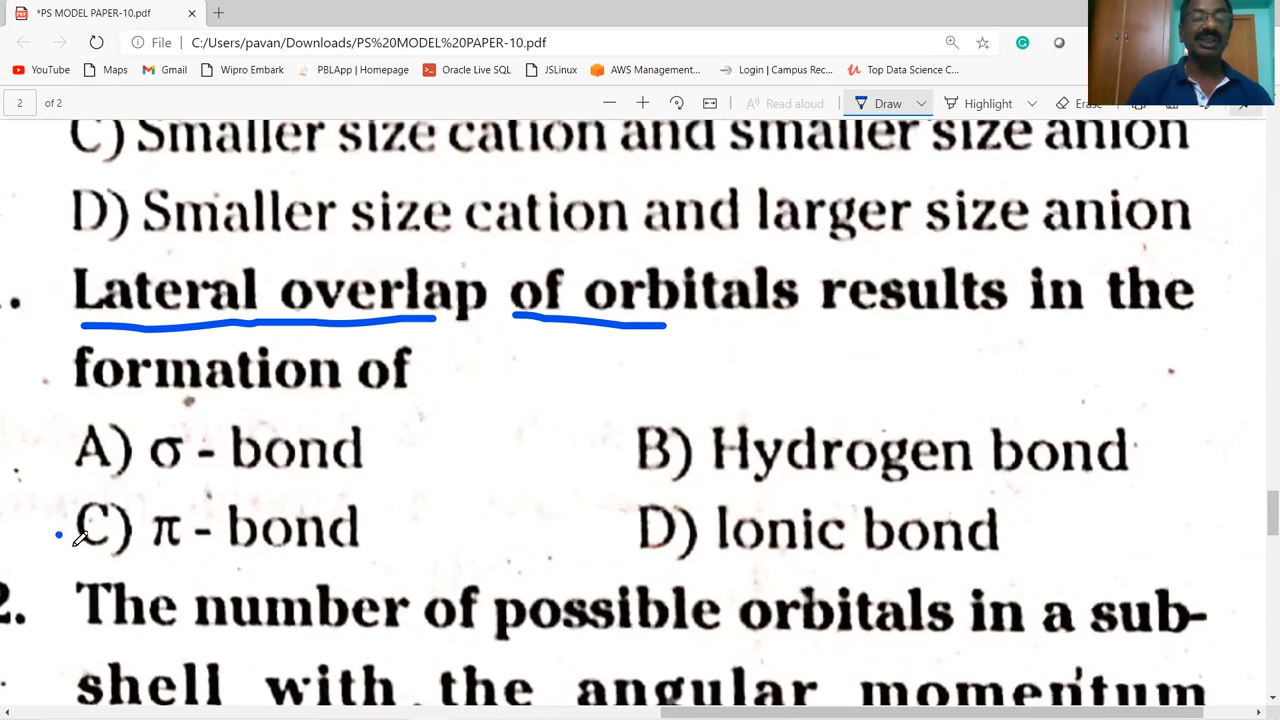 *PS MODEL PAPER-10.pdf
File C:/Users/pavan/Downloads/PS%20MODEL%20PAPER-10.pdf
YouTube Maps Gmail Wipro Embark PBLApp | Homepage Oracle Live SQL JSLinux AWS Management... Login | Campus Rec... Top Data Science C...
2 of 2 Read aloud Draw Highlight Erase
C) Smaller size cation and smaller size anion
D) Smaller size cation and larger size anion
Lateral overlap of orbitals results in the
formation of
A) σ - bond B) Hydrogen bond
C) π - bond D) Ionic bond
2. The number of possible orbitals in a sub-
shell with the angular momentum